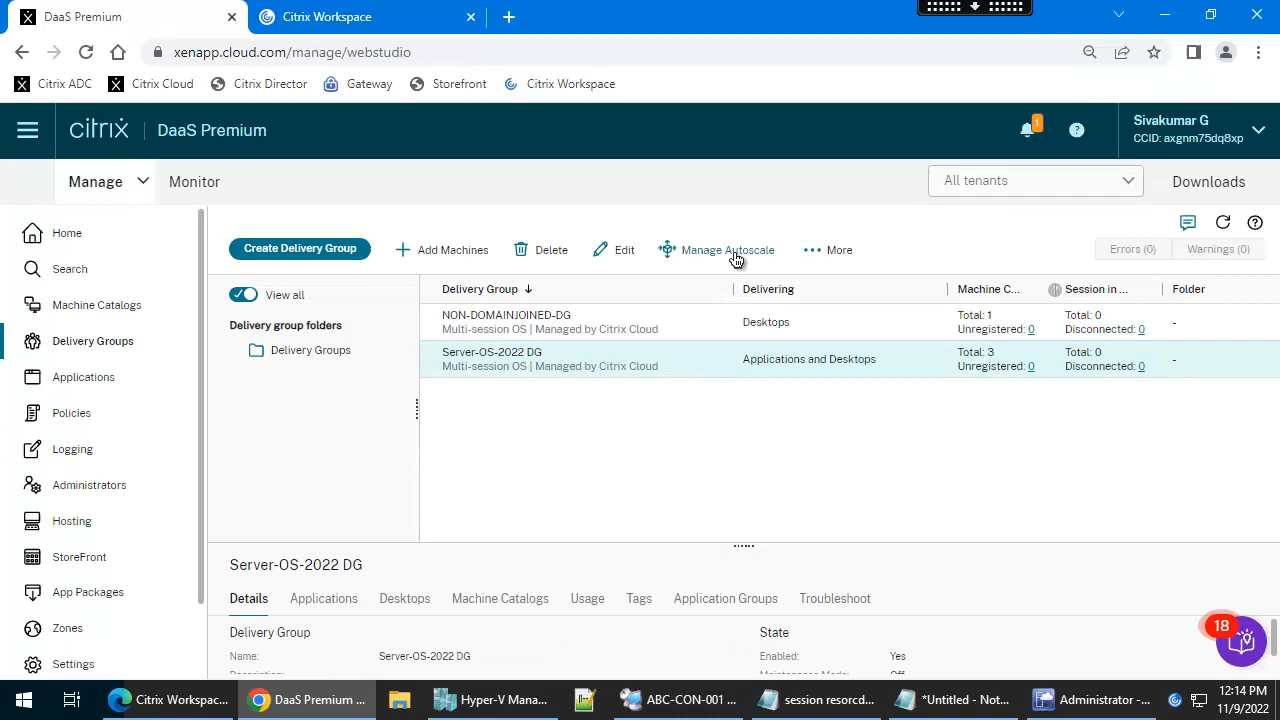 DaaS Premium
Citrix Workspace
xenapp.cloud.com/manage/webstudio
Citrix ADC
Citrix Cloud
Citrix Director
Gateway
Storefront
Citrix Workspace
citrix
DaaS Premium
1
Sivakumar G
CCID: axgnm75dq8xp
Manage
Monitor
All tenants
Downloads
Home
Search
Machine Catalogs
Delivery Groups
Applications
Policies
Logging
Administrators
Hosting
StoreFront
App Packages
Zones
Settings
Create Delivery Group
Add Machines
Delete
Edit
Manage Autoscale
More
Errors (0)
Warnings (0)
View all
Delivery group folders
Delivery Groups
Delivery Group
Delivering
Machine C...
Session in ...
Folder
NON-DOMAINJOINED-DG
Multi-session OS | Managed by Citrix Cloud
Desktops
Total: 1
Unregistered: 0
Total: 0
Disconnected: 0
-
Server-OS-2022 DG
Multi-session OS | Managed by Citrix Cloud
Applications and Desktops
Total: 3
Unregistered: 0
Total: 0
Disconnected: 0
-
Server-OS-2022 DG
Details
Applications
Desktops
Machine Catalogs
Usage
Tags
Application Groups
Troubleshoot
Delivery Group
State
Name:
Server-OS-2022 DG
Enabled:
Yes
18
Citrix Workspac...
DaaS Premium ...
Hyper-V Mana...
ABC-CON-001 ...
session resorcd...
*Untitled - Not...
Administrator - ...
12:14 PM
11/9/2022